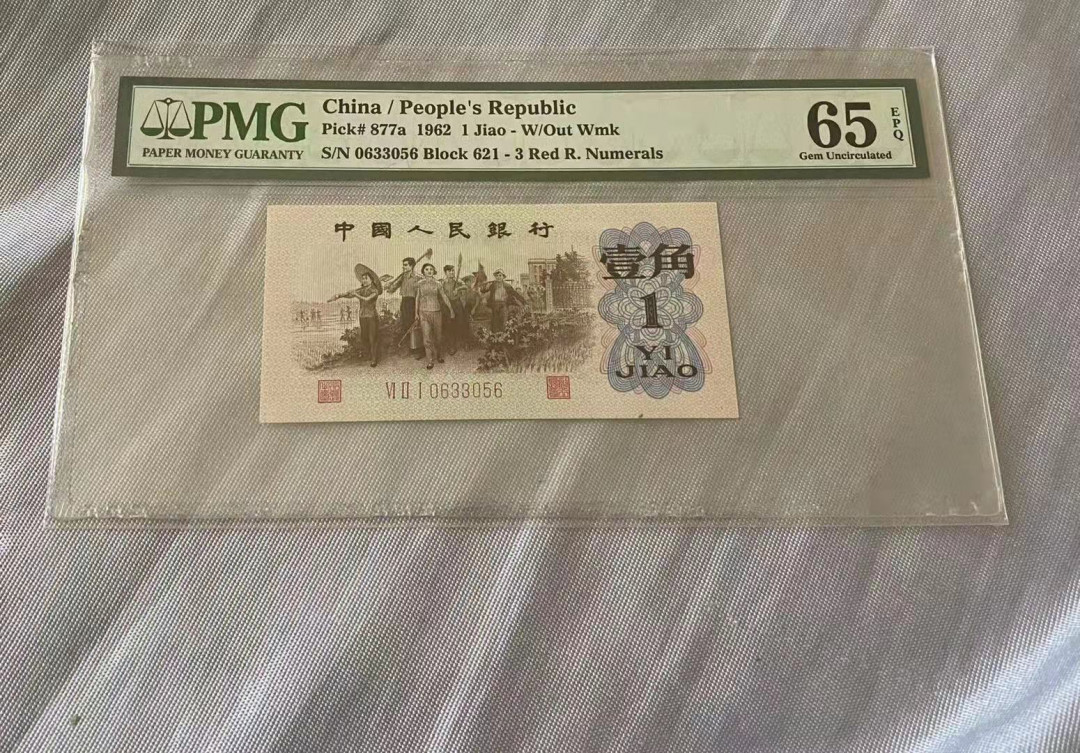 PMG
PAPER MONEY GUARANTY
China / People's Republic
Pick# 877a 1962 1 Jiao - W/Out Wmk
S/N 0633056 Block 621 - 3 Red R. Numerals
65
EPQ
Gem Uncirculated
中國人民銀行
壹角
1
YI
JIAO
VI II I 0633056